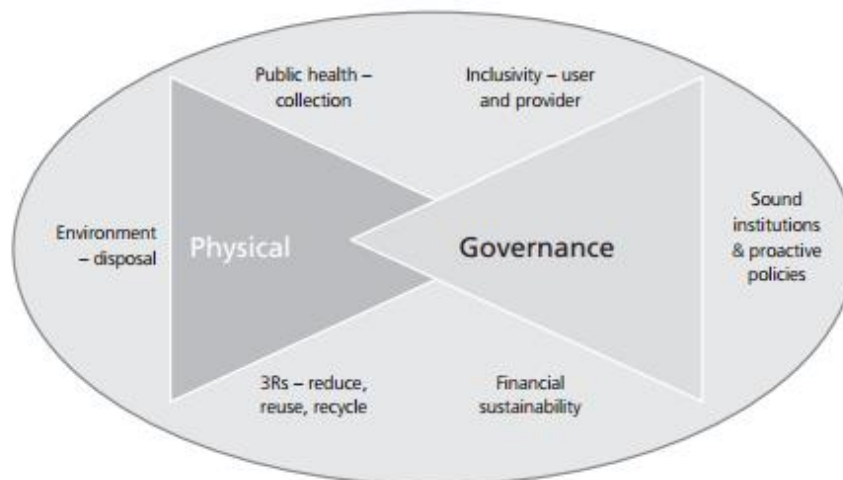 Public health –
collection
Inclusivity – user
and provider
Environment
– disposal
Physical
Governance
Sound
institutions
& proactive
policies
3Rs – reduce,
reuse, recycle
Financial
sustainability